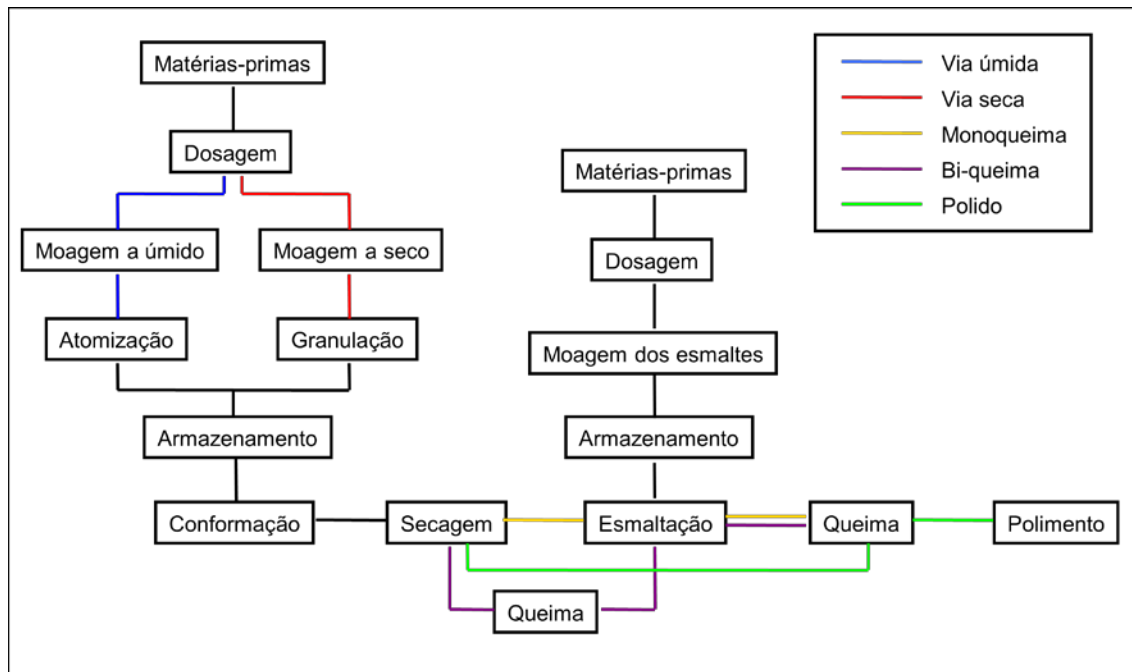 Matérias-primas
Dosagem
Moagem a úmido
Moagem a seco
Atomização
Granulação
Armazenamento
Conformação
Secagem
Esmaltação
Queima
Polimento
Queima
Matérias-primas
Dosagem
Moagem dos esmaltes
Armazenamento
Via úmida
Via seca
Monoqueima
Bi-queima
Polido